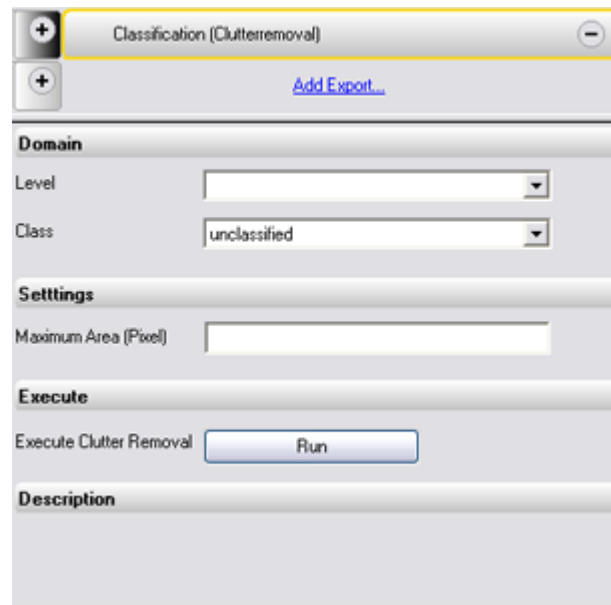 Classification (Clutterremoval)
Add Export...
Domain
Level
Class unclassified
Setttings
Maximum Area (Pixel)
Execute
Execute Clutter Removal Run
Description